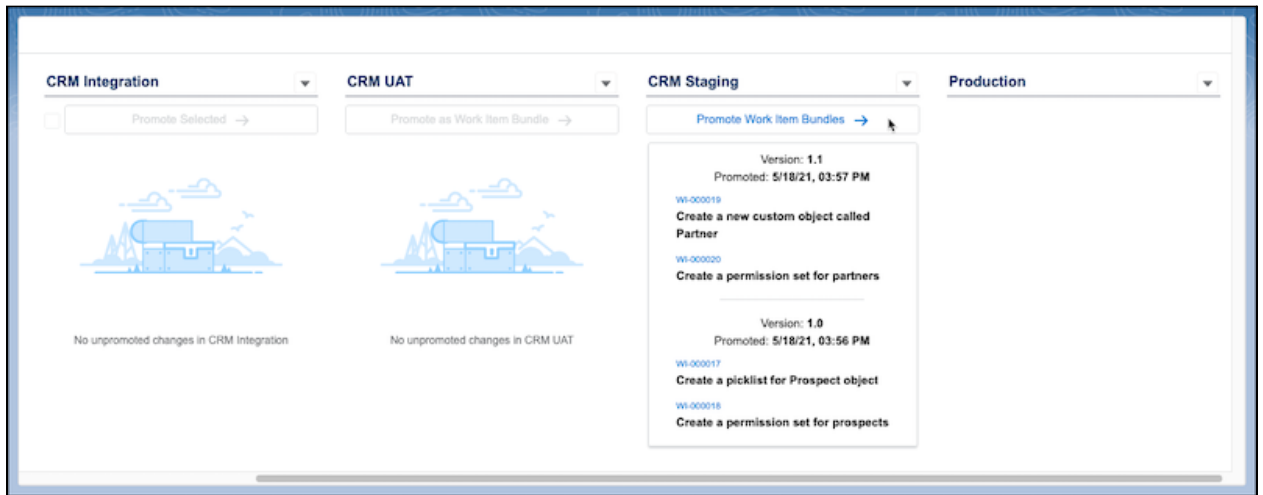 CRM Integration
CRM UAT
CRM Staging
Production
Promote Selected →
Promote as Work Item Bundle →
Promote Work Item Bundles →
No unpromoted changes in CRM Integration
No unpromoted changes in CRM UAT
Version: 1.1
Promoted: 5/18/21, 03:57 PM
WI-000019
Create a new custom object called
Partner
WI-000020
Create a permission set for partners
Version: 1.0
Promoted: 5/18/21, 03:56 PM
WI-000017
Create a picklist for Prospect object
WI-000018
Create a permission set for prospects